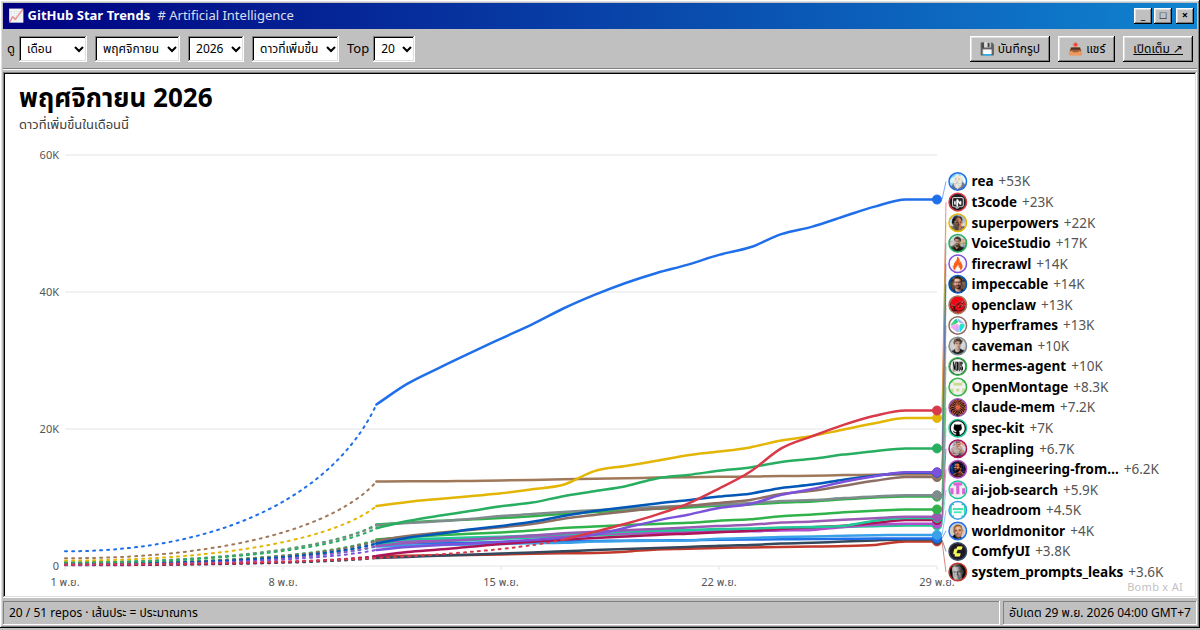 GitHub Star Trends # Artificial Intelligence
ดู เดือน พฤศจิกายน 2026 ดาวที่เพิ่มขึ้น Top 20 บันทึกรูป แชร์ เปิดเต็ม ↗
พฤศจิกายน 2026
ดาวที่เพิ่มขึ้นในเดือนนี้
60K
40K
20K
0
1 พ.ย. 8 พ.ย. 15 พ.ย. 22 พ.ย. 29 พ.ย.
rea +53K
t3code +23K
superpowers +22K
VoiceStudio +17K
firecrawl +14K
impeccable +14K
openclaw +13K
hyperframes +13K
caveman +10K
hermes-agent +10K
OpenMontage +8.3K
claude-mem +7.2K
spec-kit +7K
Scrapling +6.7K
ai-engineering-from... +6.2K
ai-job-search +5.9K
headroom +4.5K
worldmonitor +4K
ComfyUI +3.8K
system_prompts_leaks +3.6K
Bomb x AI
20 / 51 repos · เส้นประ = ประมาณการ
อัปเดต 29 พ.ย. 2026 04:00 GMT+7